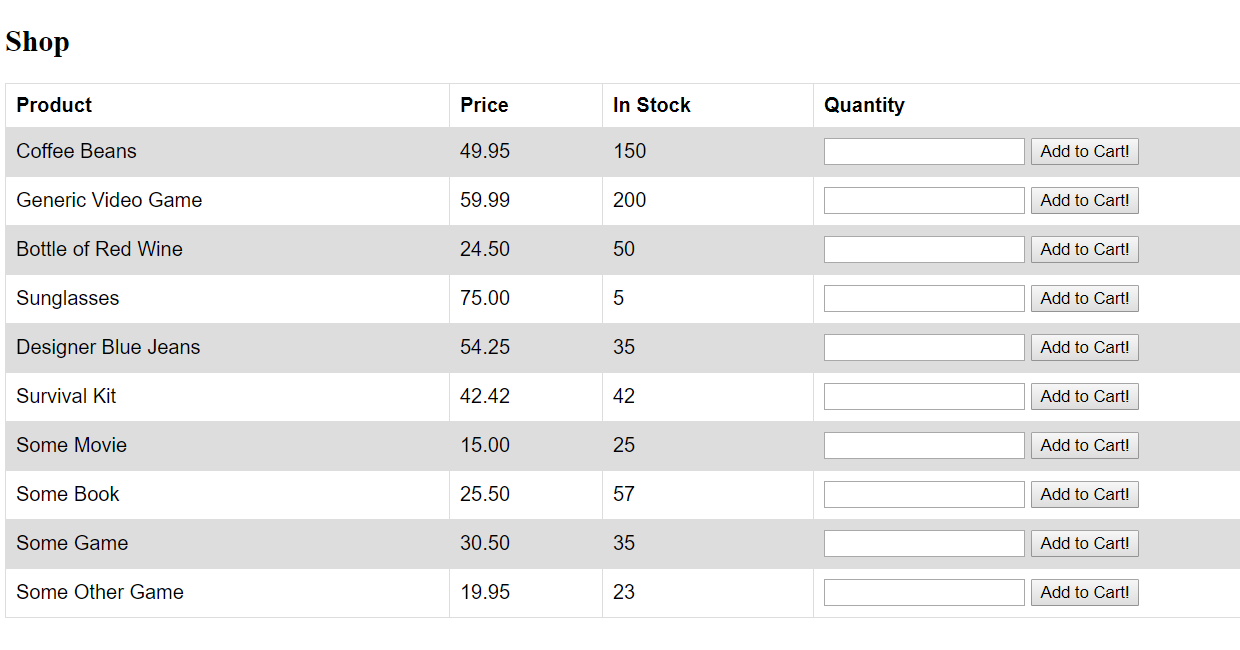 Shop
Product Price In Stock Quantity
Coffee Beans 49.95 150 Add to Cart!
Generic Video Game 59.99 200 Add to Cart!
Bottle of Red Wine 24.50 50 Add to Cart!
Sunglasses 75.00 5 Add to Cart!
Designer Blue Jeans 54.25 35 Add to Cart!
Survival Kit 42.42 42 Add to Cart!
Some Movie 15.00 25 Add to Cart!
Some Book 25.50 57 Add to Cart!
Some Game 30.50 35 Add to Cart!
Some Other Game 19.95 23 Add to Cart!